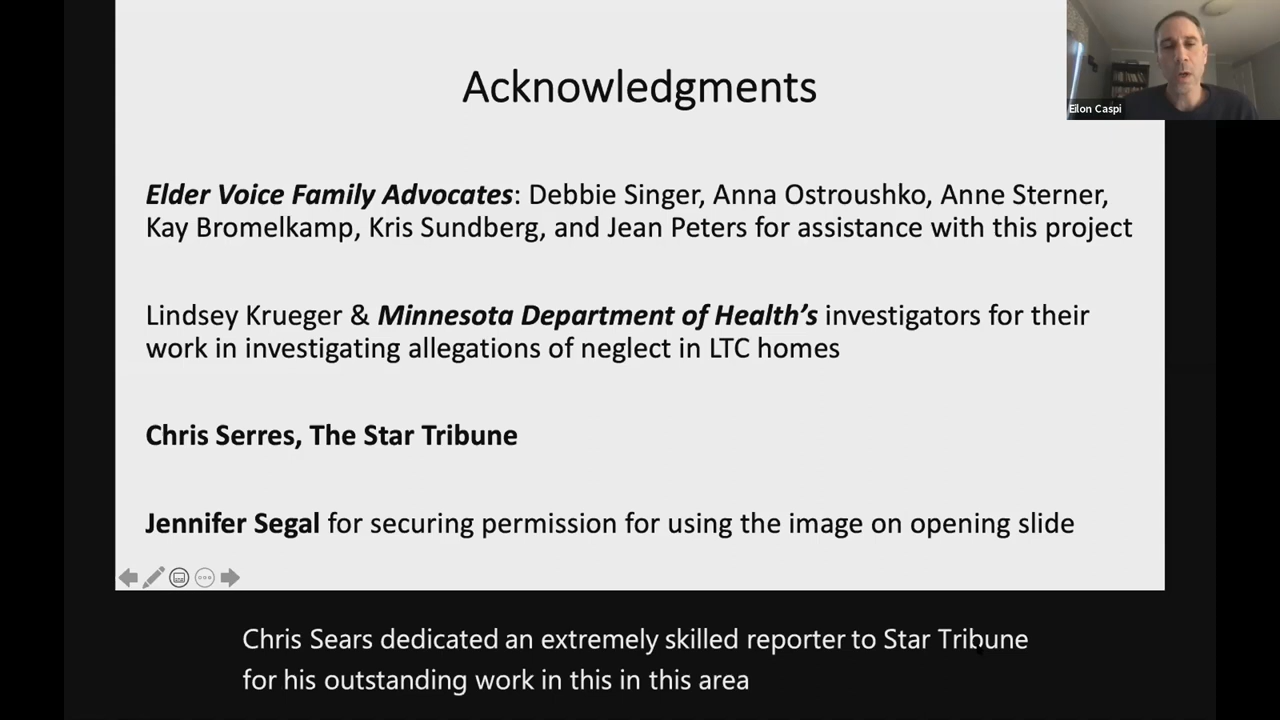 Acknowledgments
Eilon Caspi
Elder Voice Family Advocates: Debbie Singer, Anna Ostroushko, Anne Sterner,
Kay Bromelkamp, Kris Sundberg, and Jean Peters for assistance with this project
Lindsey Krueger & Minnesota Department of Health’s investigators for their
work in investigating allegations of neglect in LTC homes
Chris Serres, The Star Tribune
Jennifer Segal for securing permission for using the image on opening slide
Chris Sears dedicated an extremely skilled reporter to Star Tribune
for his outstanding work in this in this area